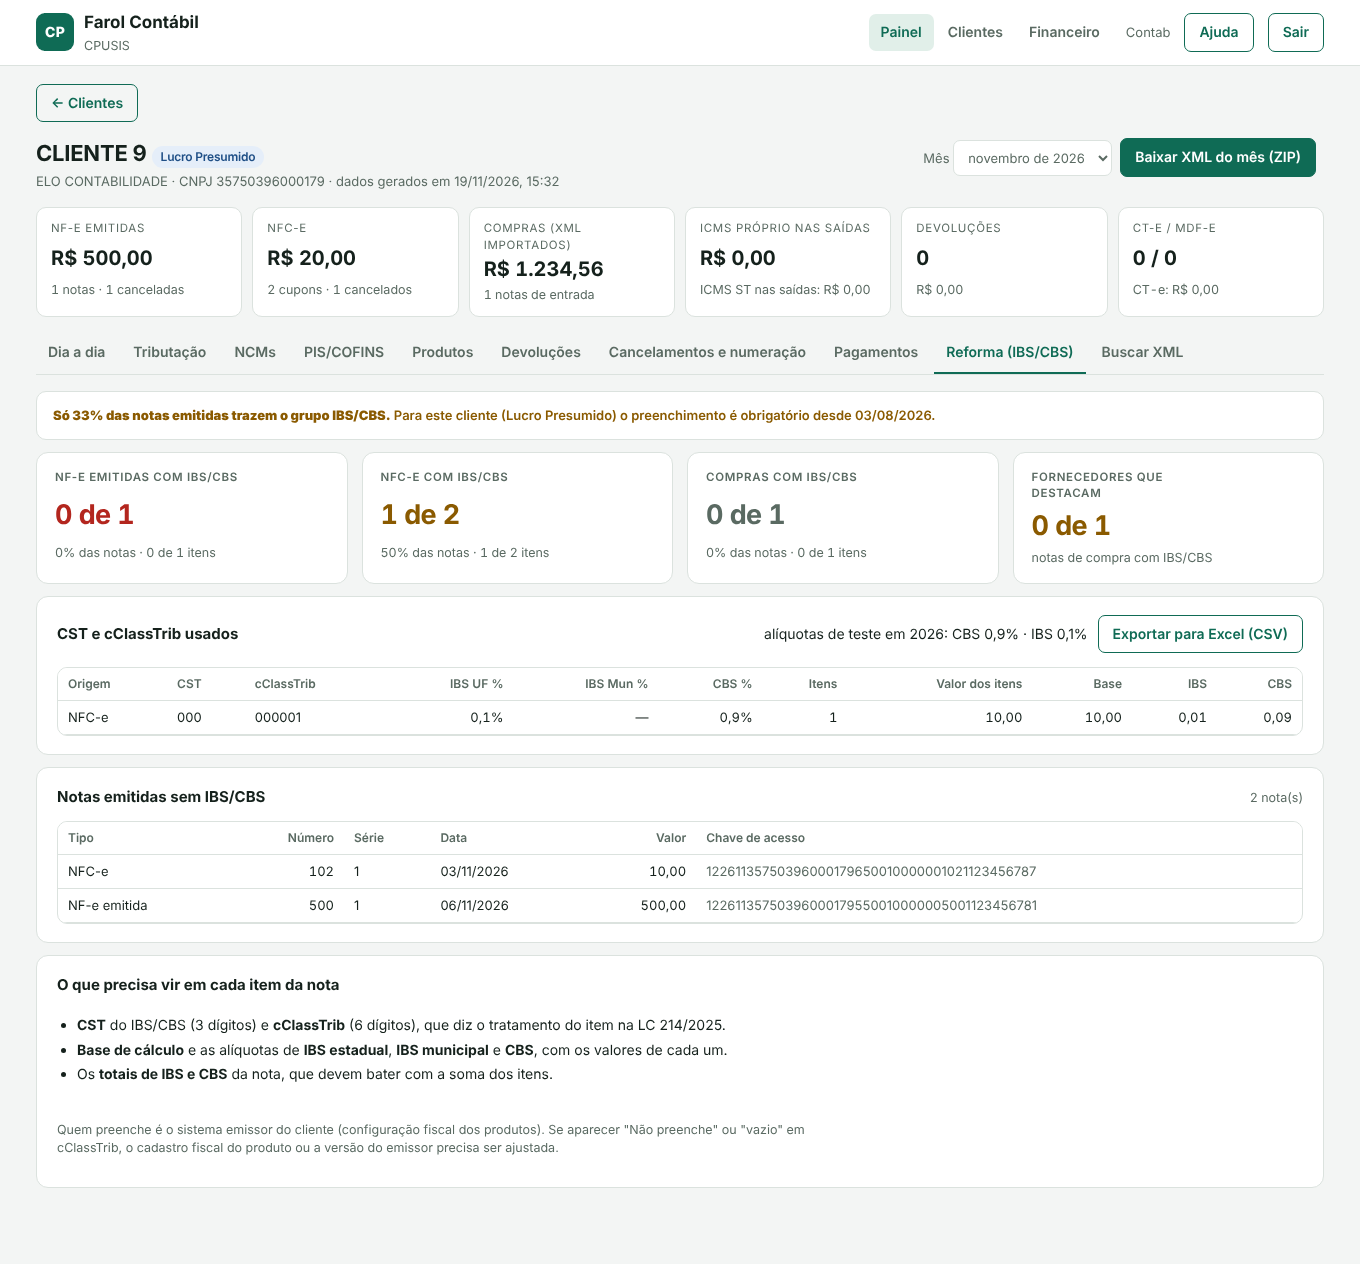 CP
Farol Contábil
CPUSIS
Painel Clientes Financeiro Contab Ajuda Sair
← Clientes
CLIENTE 9 Lucro Presumido
ELO CONTABILIDADE · CNPJ 35750396000179 · dados gerados em 19/11/2026, 15:32
Mês novembro de 2026 Baixar XML do mês (ZIP)
NF-E EMITIDAS
R$ 500,00
1 notas · 1 canceladas
NFC-E
R$ 20,00
2 cupons · 1 cancelados
COMPRAS (XML
IMPORTADOS)
R$ 1.234,56
1 notas de entrada
ICMS PRÓPRIO NAS SAÍDAS
R$ 0,00
ICMS ST nas saídas: R$ 0,00
DEVOLUÇÕES
0
R$ 0,00
CT-E / MDF-E
0 / 0
CT-e: R$ 0,00
Dia a dia Tributação NCMs PIS/COFINS Produtos Devoluções Cancelamentos e numeração Pagamentos Reforma (IBS/CBS) Buscar XML
Só 33% das notas emitidas trazem o grupo IBS/CBS. Para este cliente (Lucro Presumido) o preenchimento é obrigatório desde 03/08/2026.
NF-E EMITIDAS COM IBS/CBS
0 de 1
0% das notas · 0 de 1 itens
NFC-E COM IBS/CBS
1 de 2
50% das notas · 1 de 2 itens
COMPRAS COM IBS/CBS
0 de 1
0% das notas · 0 de 1 itens
FORNECEDORES QUE
DESTACAM
0 de 1
notas de compra com IBS/CBS
CST e cClassTrib usados
alíquotas de teste em 2026: CBS 0,9% · IBS 0,1% Exportar para Excel (CSV)
Origem CST cClassTrib IBS UF % IBS Mun % CBS % Itens Valor dos itens Base IBS CBS
NFC-e 000 000001 0,1% — 0,9% 1 10,00 10,00 0,01 0,09
Notas emitidas sem IBS/CBS
2 nota(s)
Tipo Número Série Data Valor Chave de acesso
NFC-e 102 1 03/11/2026 10,00 12261135750396000179650010000001021123456787
NF-e emitida 500 1 06/11/2026 500,00 12261135750396000179550010000005001123456781
O que precisa vir em cada item da nota
• CST do IBS/CBS (3 dígitos) e cClassTrib (6 dígitos), que diz o tratamento do item na LC 214/2025.
• Base de cálculo e as alíquotas de IBS estadual, IBS municipal e CBS, com os valores de cada um.
• Os totais de IBS e CBS da nota, que devem bater com a soma dos itens.
Quem preenche é o sistema emissor do cliente (configuração fiscal dos produtos). Se aparecer "Não preenche" ou "vazio" em
cClassTrib, o cadastro fiscal do produto ou a versão do emissor precisa ser ajustada.